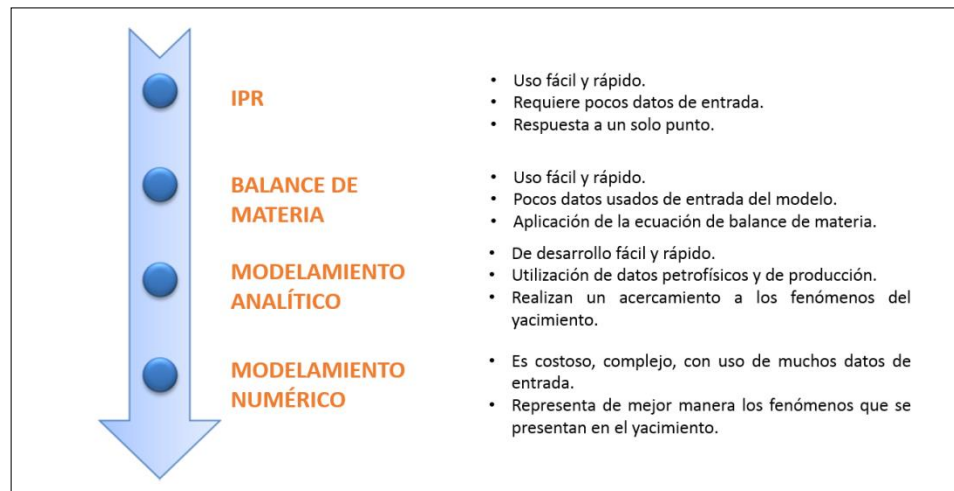 IPR
• Uso fácil y rápido.
• Requiere pocos datos de entrada.
• Respuesta a un solo punto.
BALANCE DE
MATERIA
• Uso fácil y rápido.
• Pocos datos usados de entrada del modelo.
• Aplicación de la ecuación de balance de materia.
MODELAMIENTO
ANALÍTICO
• De desarrollo fácil y rápido.
• Utilización de datos petrofísicos y de producción.
• Realizan un acercamiento a los fenómenos del
yacimiento.
MODELAMIENTO
NUMÉRICO
• Es costoso, complejo, con uso de muchos datos de
entrada.
• Representa de mejor manera los fenómenos que se
presentan en el yacimiento.